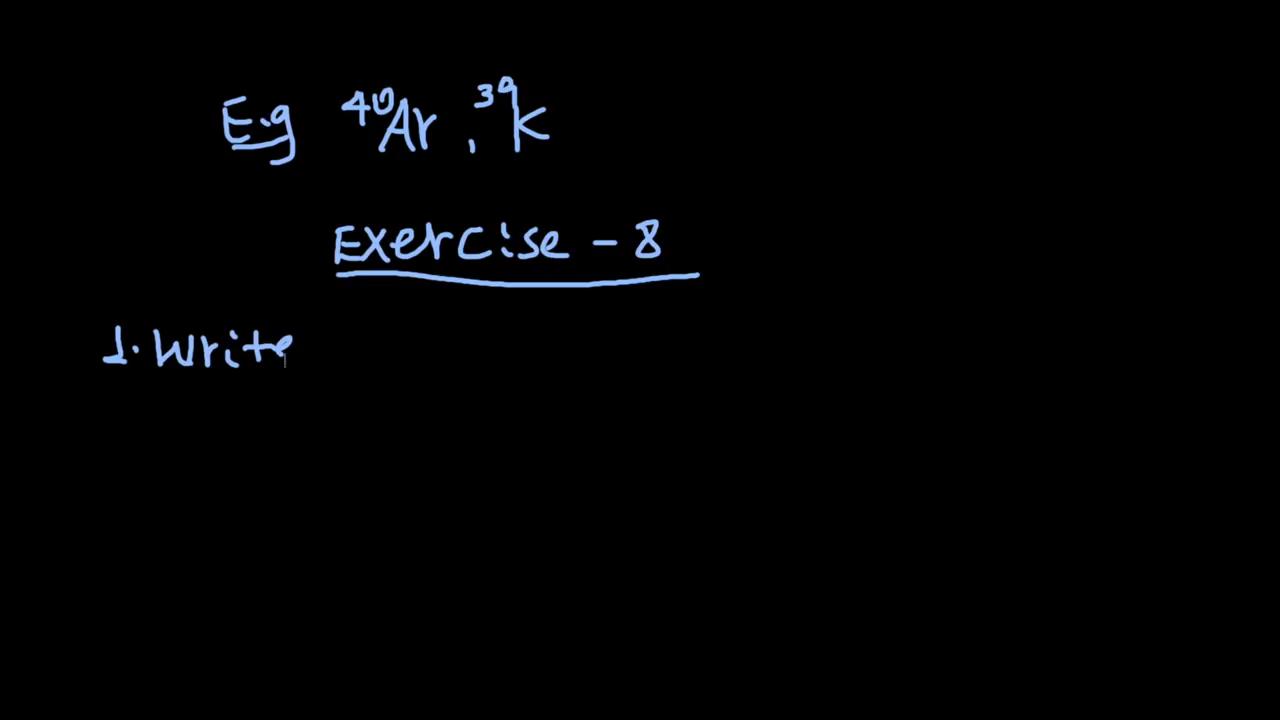 E.g ⁴⁰Ar, ³⁹K
Exercise - 8
1. Write